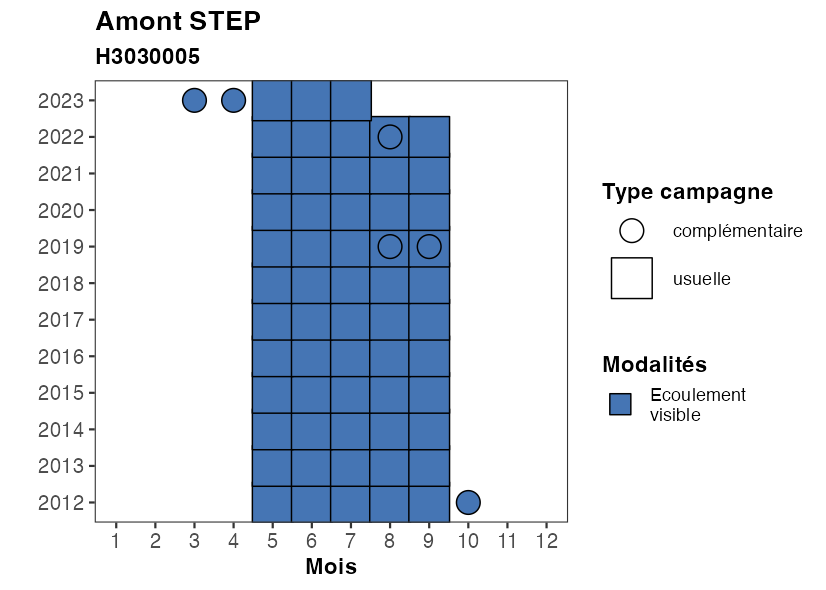 Amont STEP
H3030005
2023
2022
2021
2020
2019
2018
2017
2016
2015
2014
2013
2012
1 2 3 4 5 6 7 8 9 10 11 12
Mois
Type campagne
complémentaire
usuelle
Modalités
Ecoulement
visible